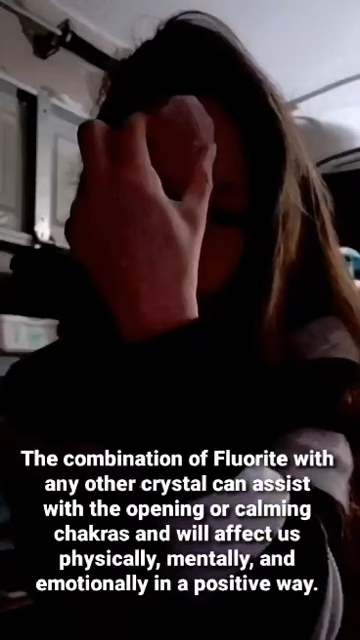 The combination of Fluorite with
any other crystal can assist
with the opening or calming
chakras and will affect us
physically, mentally, and
emotionally in a positive way.